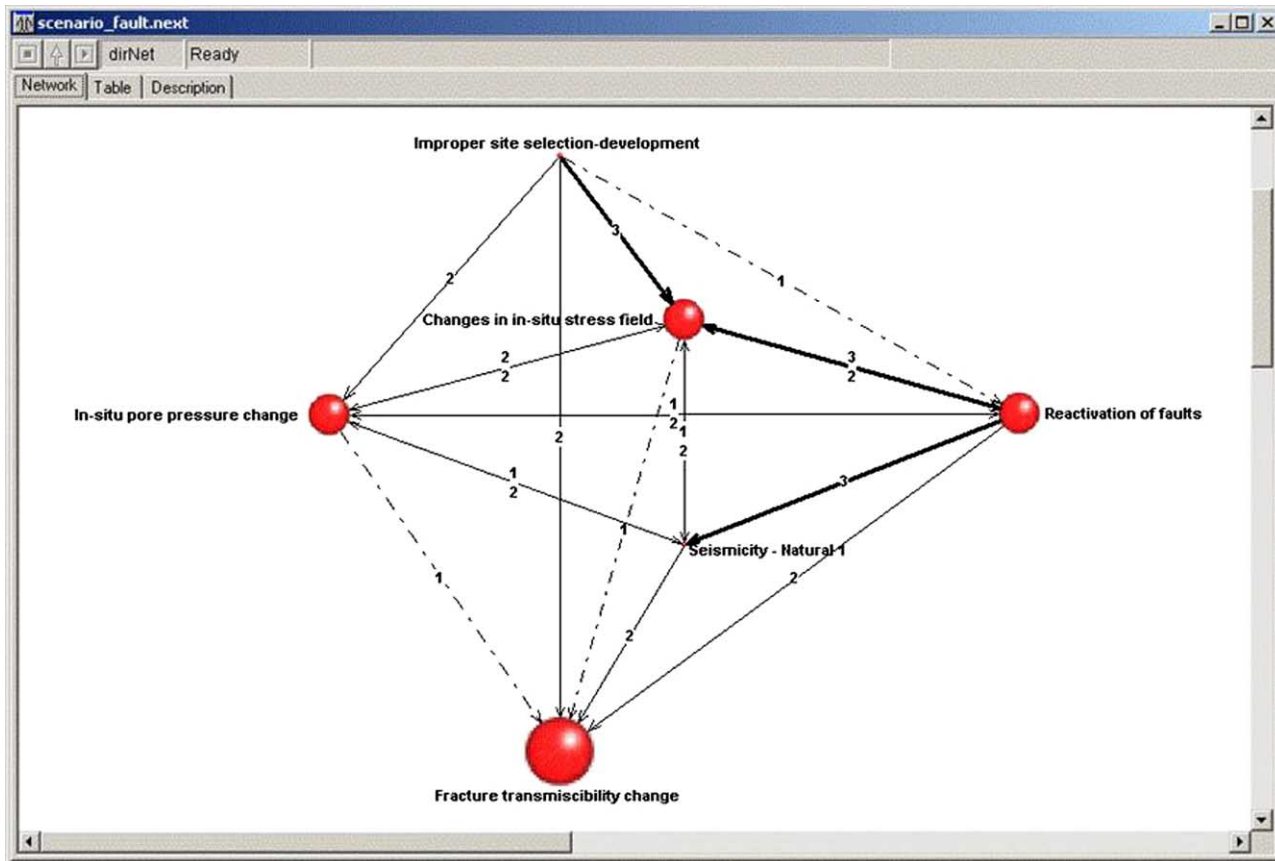 scenario_fault.next
dirNet Ready
Network Table Description
Improper site selection-development
3
2
1
Changes in in-situ stress field
2
2
3
2
In-situ pore pressure change
Reactivation of faults
1
2
2
1
2
1
2
3
1
Seismicity - Natural 1
1
2
2
Fracture transmiscibility change